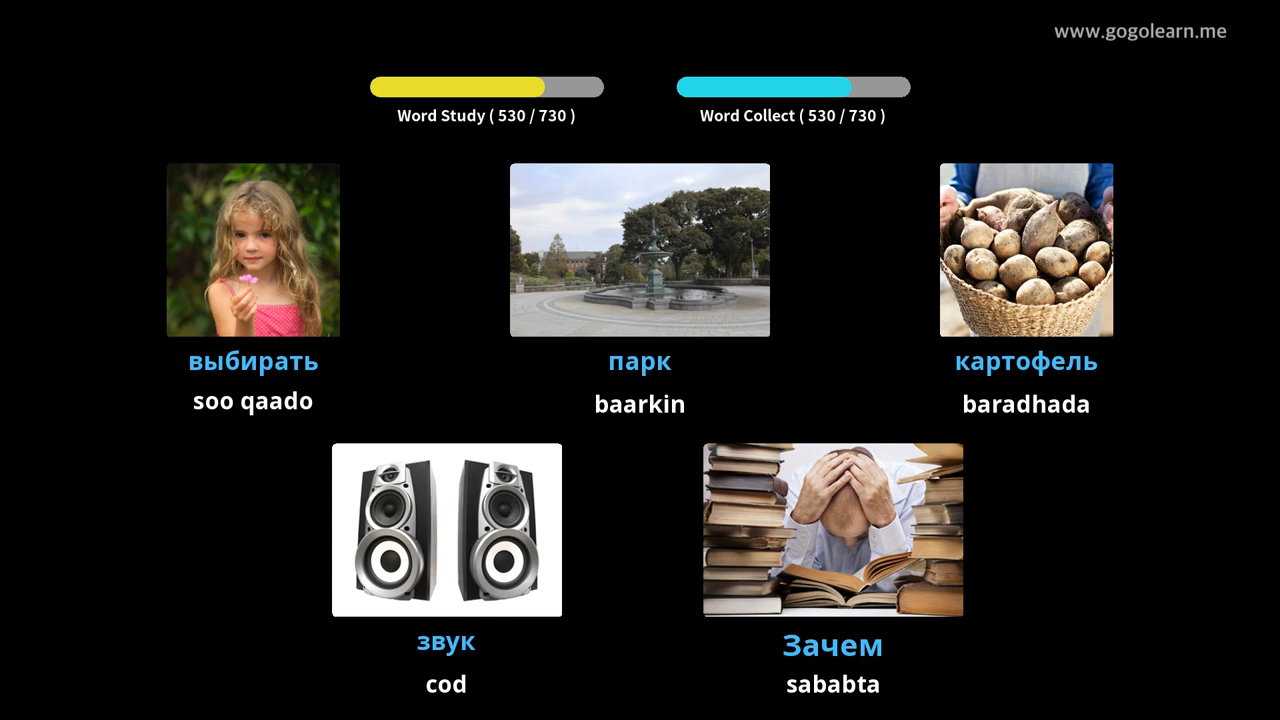 www.gogolearn.me
Word Study ( 530 / 730 )
Word Collect ( 530 / 730 )
выбирать
soo qaado
парк
baarkin
картофель
baradhada
звук
cod
Зачем
sababta